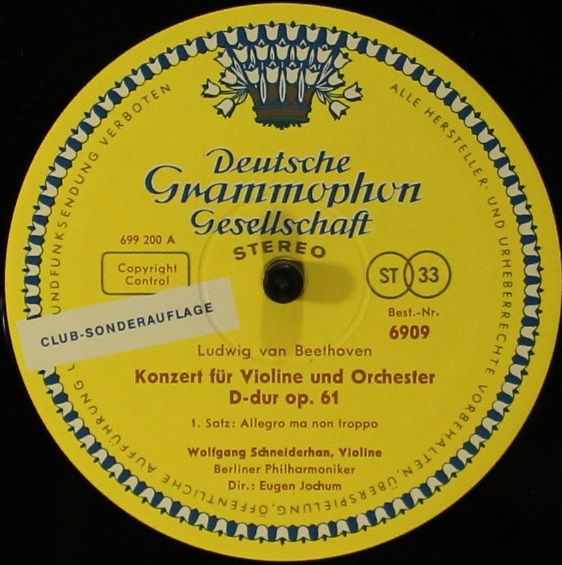 ALLE HERSTELLER- UND URHEBERRECHTE VORBEHALTEN, ÜBERSPIELUNG, ÖFFENTLICHE AUFFÜHRUNG U
UNDFUNKSENDUNG VERBOTEN
Deutsche
Grammophon
Gesellschaft
STEREO
699 200 A
Copyright
Control
ST 33
Best.-Nr.
6909
CLUB-SONDERAUFLAGE
Ludwig van Beethoven
Konzert für Violine und Orchester
D-dur op. 61
1. Satz: Allegro ma non troppo
Wolfgang Schneiderhan, Violine
Berliner Philharmoniker
Dir.: Eugen Jochum